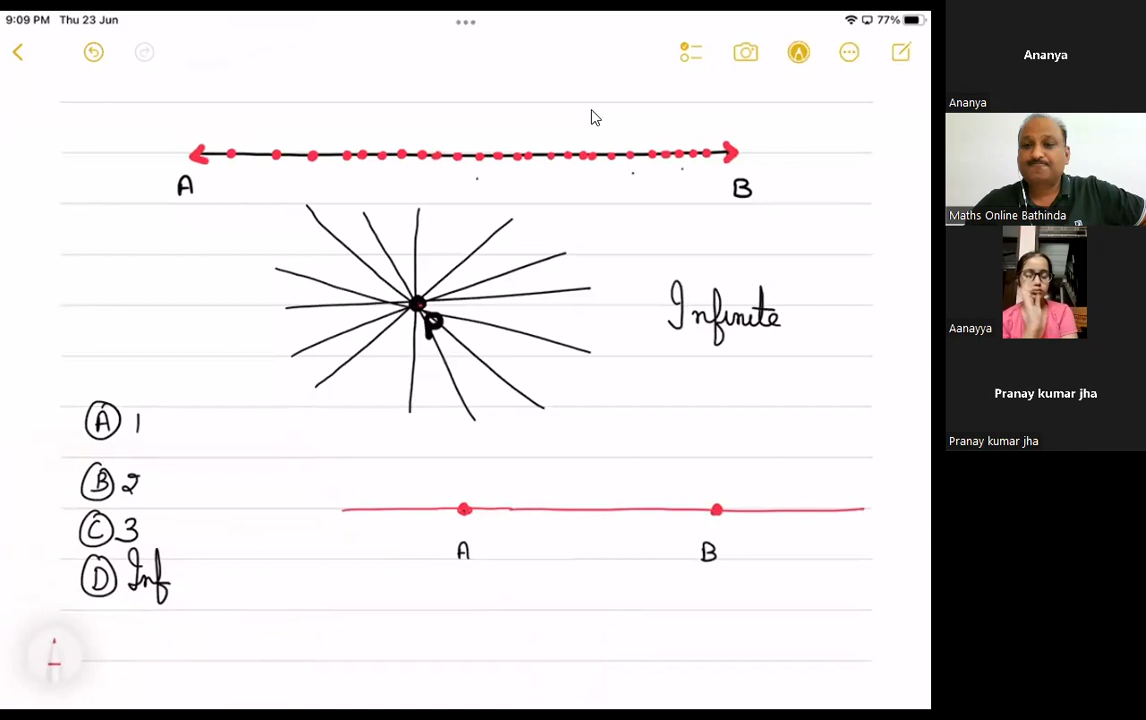 9:09 PM Thu 23 Jun
77%
A B
P
Infinite
A 1
B 2
C 3
D Inf
A B
Ananya
Ananya
Maths Online Bathinda
Aanayya
Pranay kumar jha
Pranay kumar jha